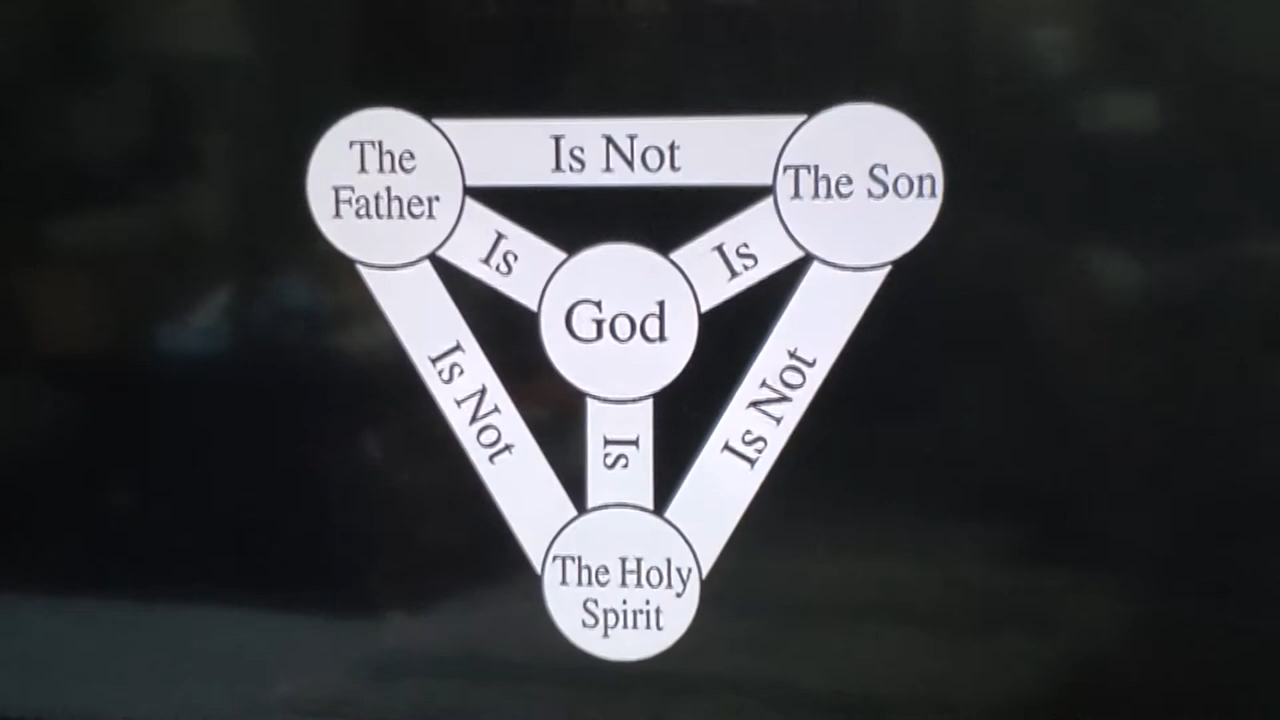 The
Father
Is Not
The Son
Is
Is
God
Is Not
Is
Is Not
The Holy
Spirit